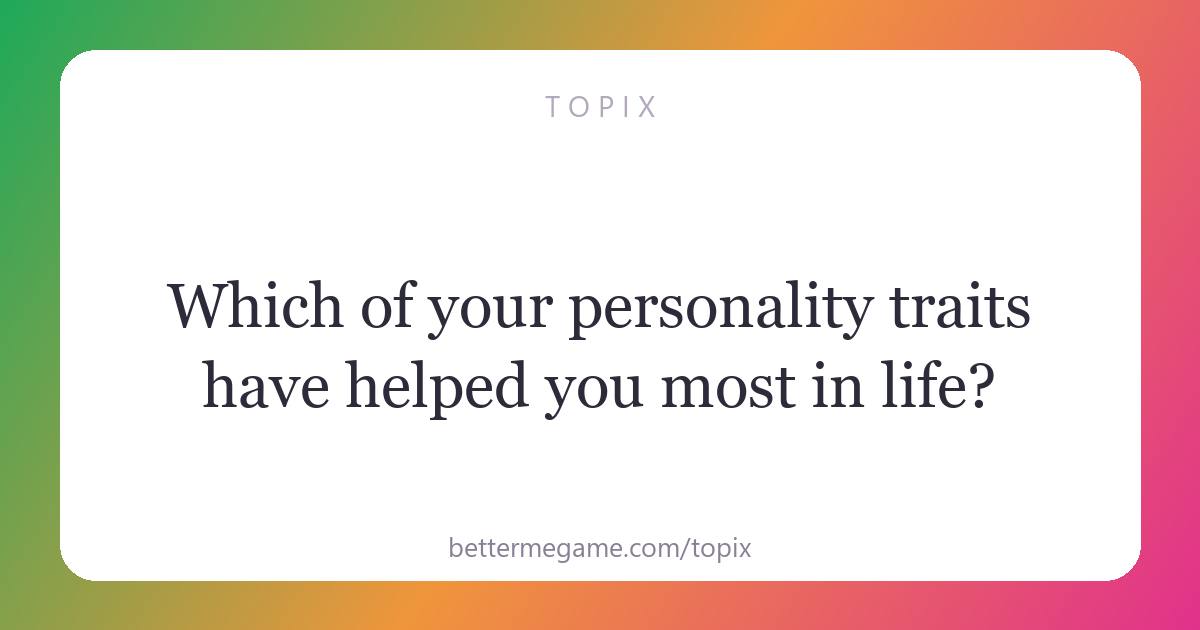 TOPIX
Which of your personality traits
have helped you most in life?
bettermegame.com/topix